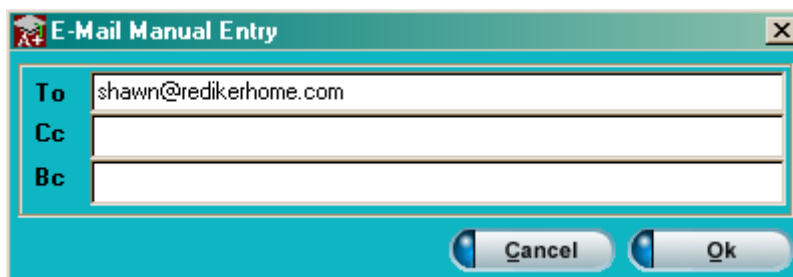 E-Mail Manual Entry
To shawn@redikerhome.com
Cc
Bc
Cancel Ok